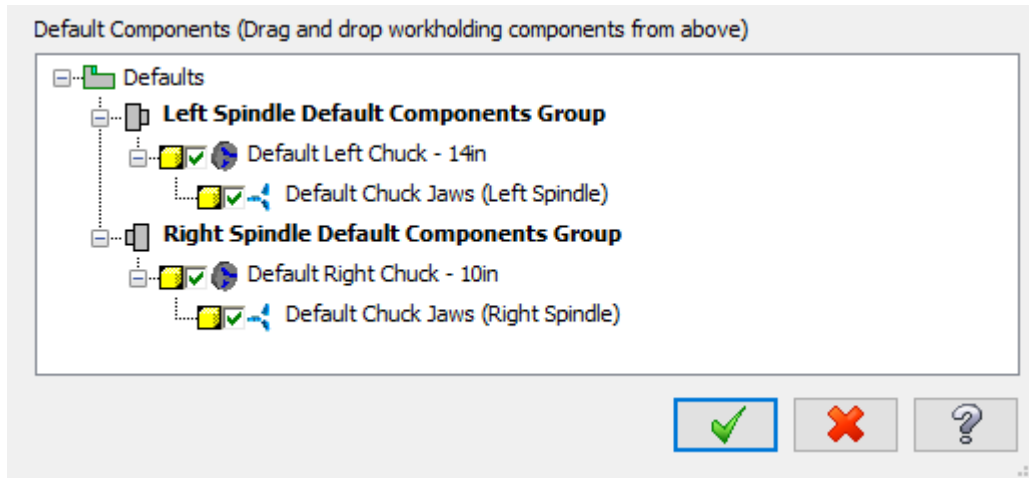 Default Components (Drag and drop workholding components from above)
Defaults
Left Spindle Default Components Group
Default Left Chuck - 14in
Default Chuck Jaws (Left Spindle)
Right Spindle Default Components Group
Default Right Chuck - 10in
Default Chuck Jaws (Right Spindle)